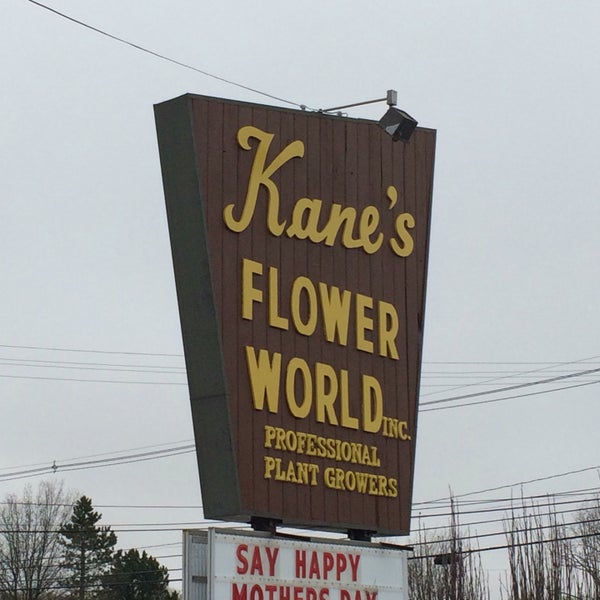 Kane's
FLOWER
WORLD INC.
PROFESSIONAL
PLANT GROWERS
SAY HAPPY
MOTHERS DAY